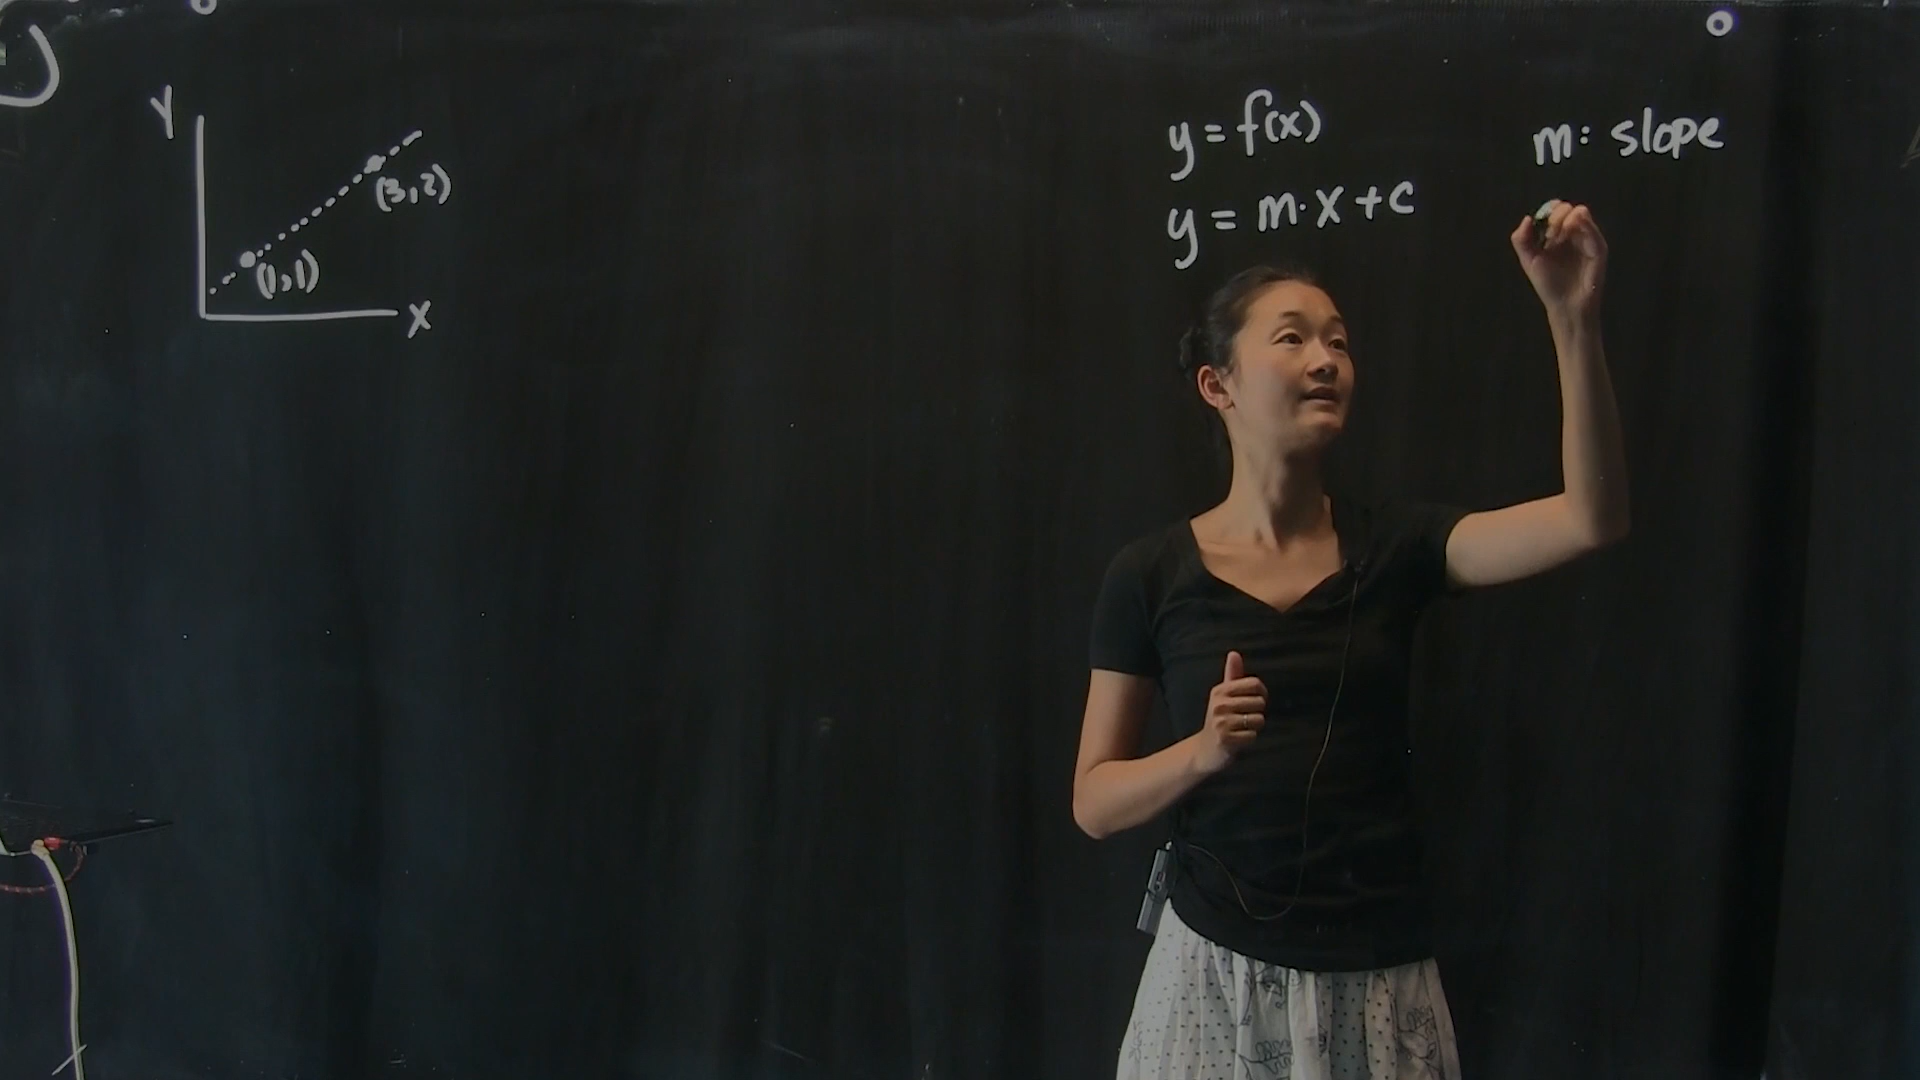 Y
(3,2)
(1,1)
X
y = f(x)
y = m·x+c
m: slope